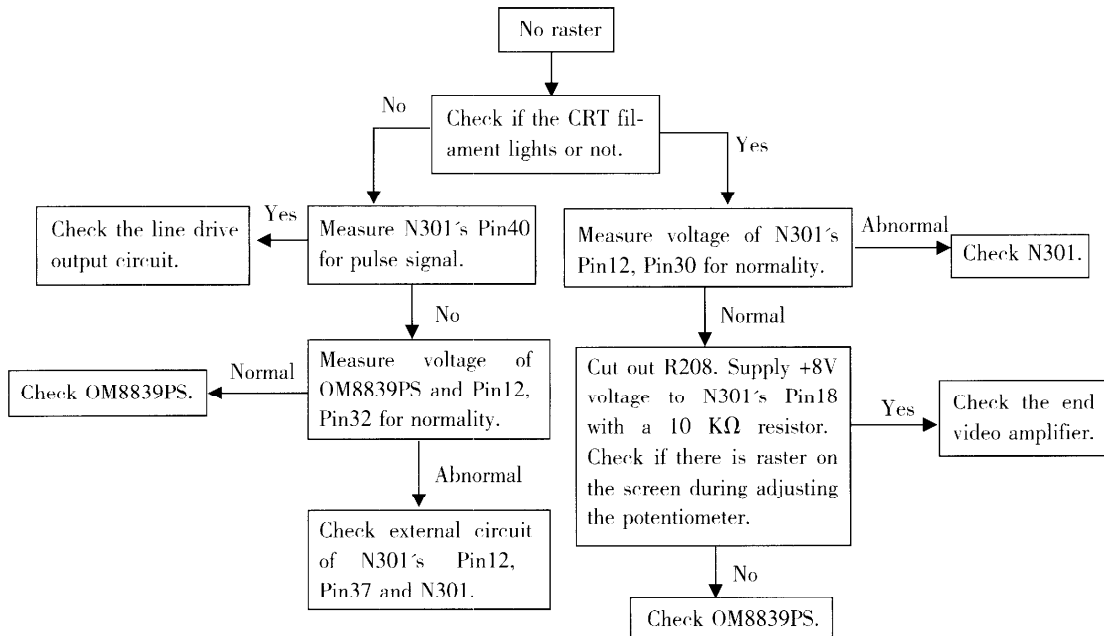 No raster
No
Check if the CRT fil-
ament lights or not.
Yes
Check the line drive
output circuit.
Yes
Measure N301´s Pin40
for pulse signal.
Measure voltage of N301´s
Pin12, Pin30 for normality.
Abnormal
Check N301.
No
Normal
Check OM8839PS.
Normal
Measure voltage of
OM8839PS and Pin12,
Pin32 for normality.
Cut out R208. Supply +8V
voltage to N301´s Pin18
with a 10 KΩ resistor.
Check if there is raster on
the screen during adjusting
the potentiometer.
Yes
Check the end
video amplifier.
Abnormal
Check external circuit
of N301´s Pin12,
Pin37 and N301.
No
Check OM8839PS.